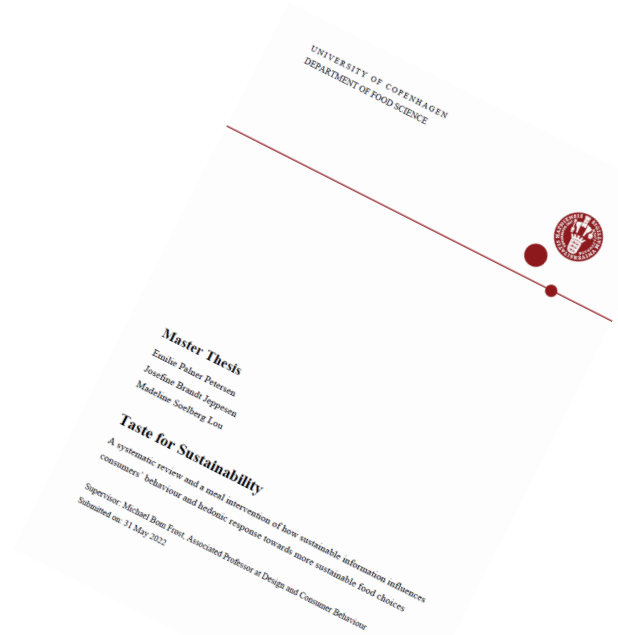 UNIVERSITY OF COPENHAGEN
DEPARTMENT OF FOOD SCIENCE
Master Thesis
Emilie Palner Petersen
Josefine Brandt Jeppesen
Madeline Soelberg Lou
Taste for Sustainability
A systematic review and a meal intervention of how sustainable information influences
consumers' behaviour and hedonic response towards more sustainable food choices
Supervisor: Michael Bom Frøst, Associated Professor at Design and Consumer Behaviour
Submitted on: 31 May 2022